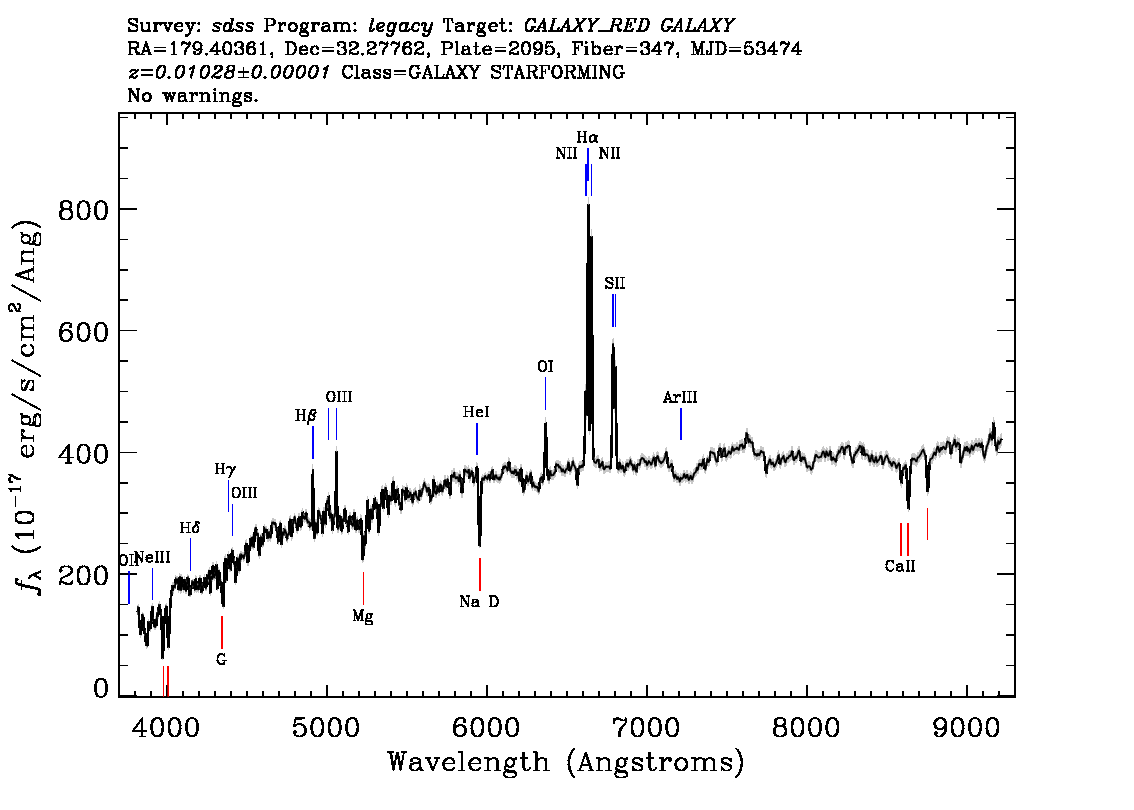 Survey: sdss Program: legacy Target: GALAXY_RED GALAXY
RA=179.40361, Dec=32.27762, Plate=2095, Fiber=347, MJD=53474
z=0.01028±0.00001 Class=GALAXY STARFORMING
No warnings.
Hα
NII NII
SII
OI
ArIII
OIII
HeI
Hβ
Hγ
OIII
Hδ
OII NeIII
CaII
Na D
Mg
G
800
600
400
200
0
4000 5000 6000 7000 8000 9000
Wavelength (Angstroms)
f_λ (10^-17 erg/s/cm^2/Ang)